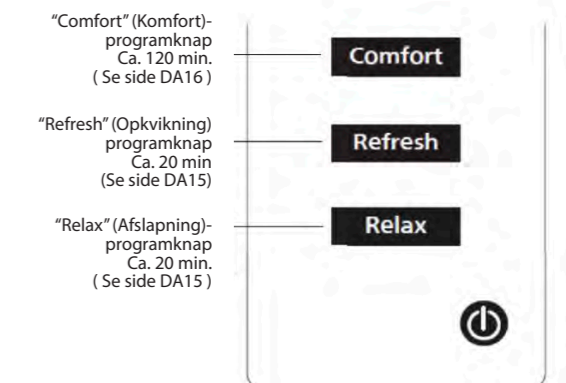 “Comfort” (Komfort)-
programknap
Ca. 120 min.
( Se side DA16 )
Comfort
“Refresh” (Opkvikning)
programknap
Ca. 20 min
(Se side DA15)
Refresh
“Relax” (Afslapning)-
programknap
Ca. 20 min.
( Se side DA15 )
Relax